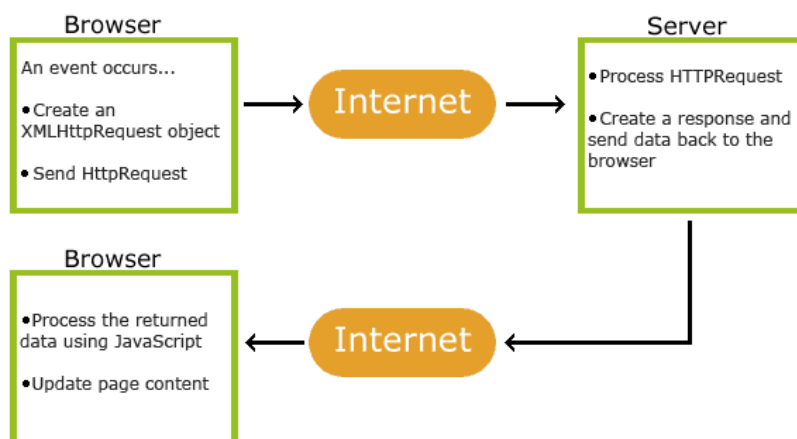 Browser
An event occurs...
•Create an
XMLHttpRequest object
• Send HttpRequest
Internet
Server
• Process HTTPRequest
• Create a response and
send data back to the
browser
Browser
•Process the returned
data using JavaScript
•Update page content
Internet